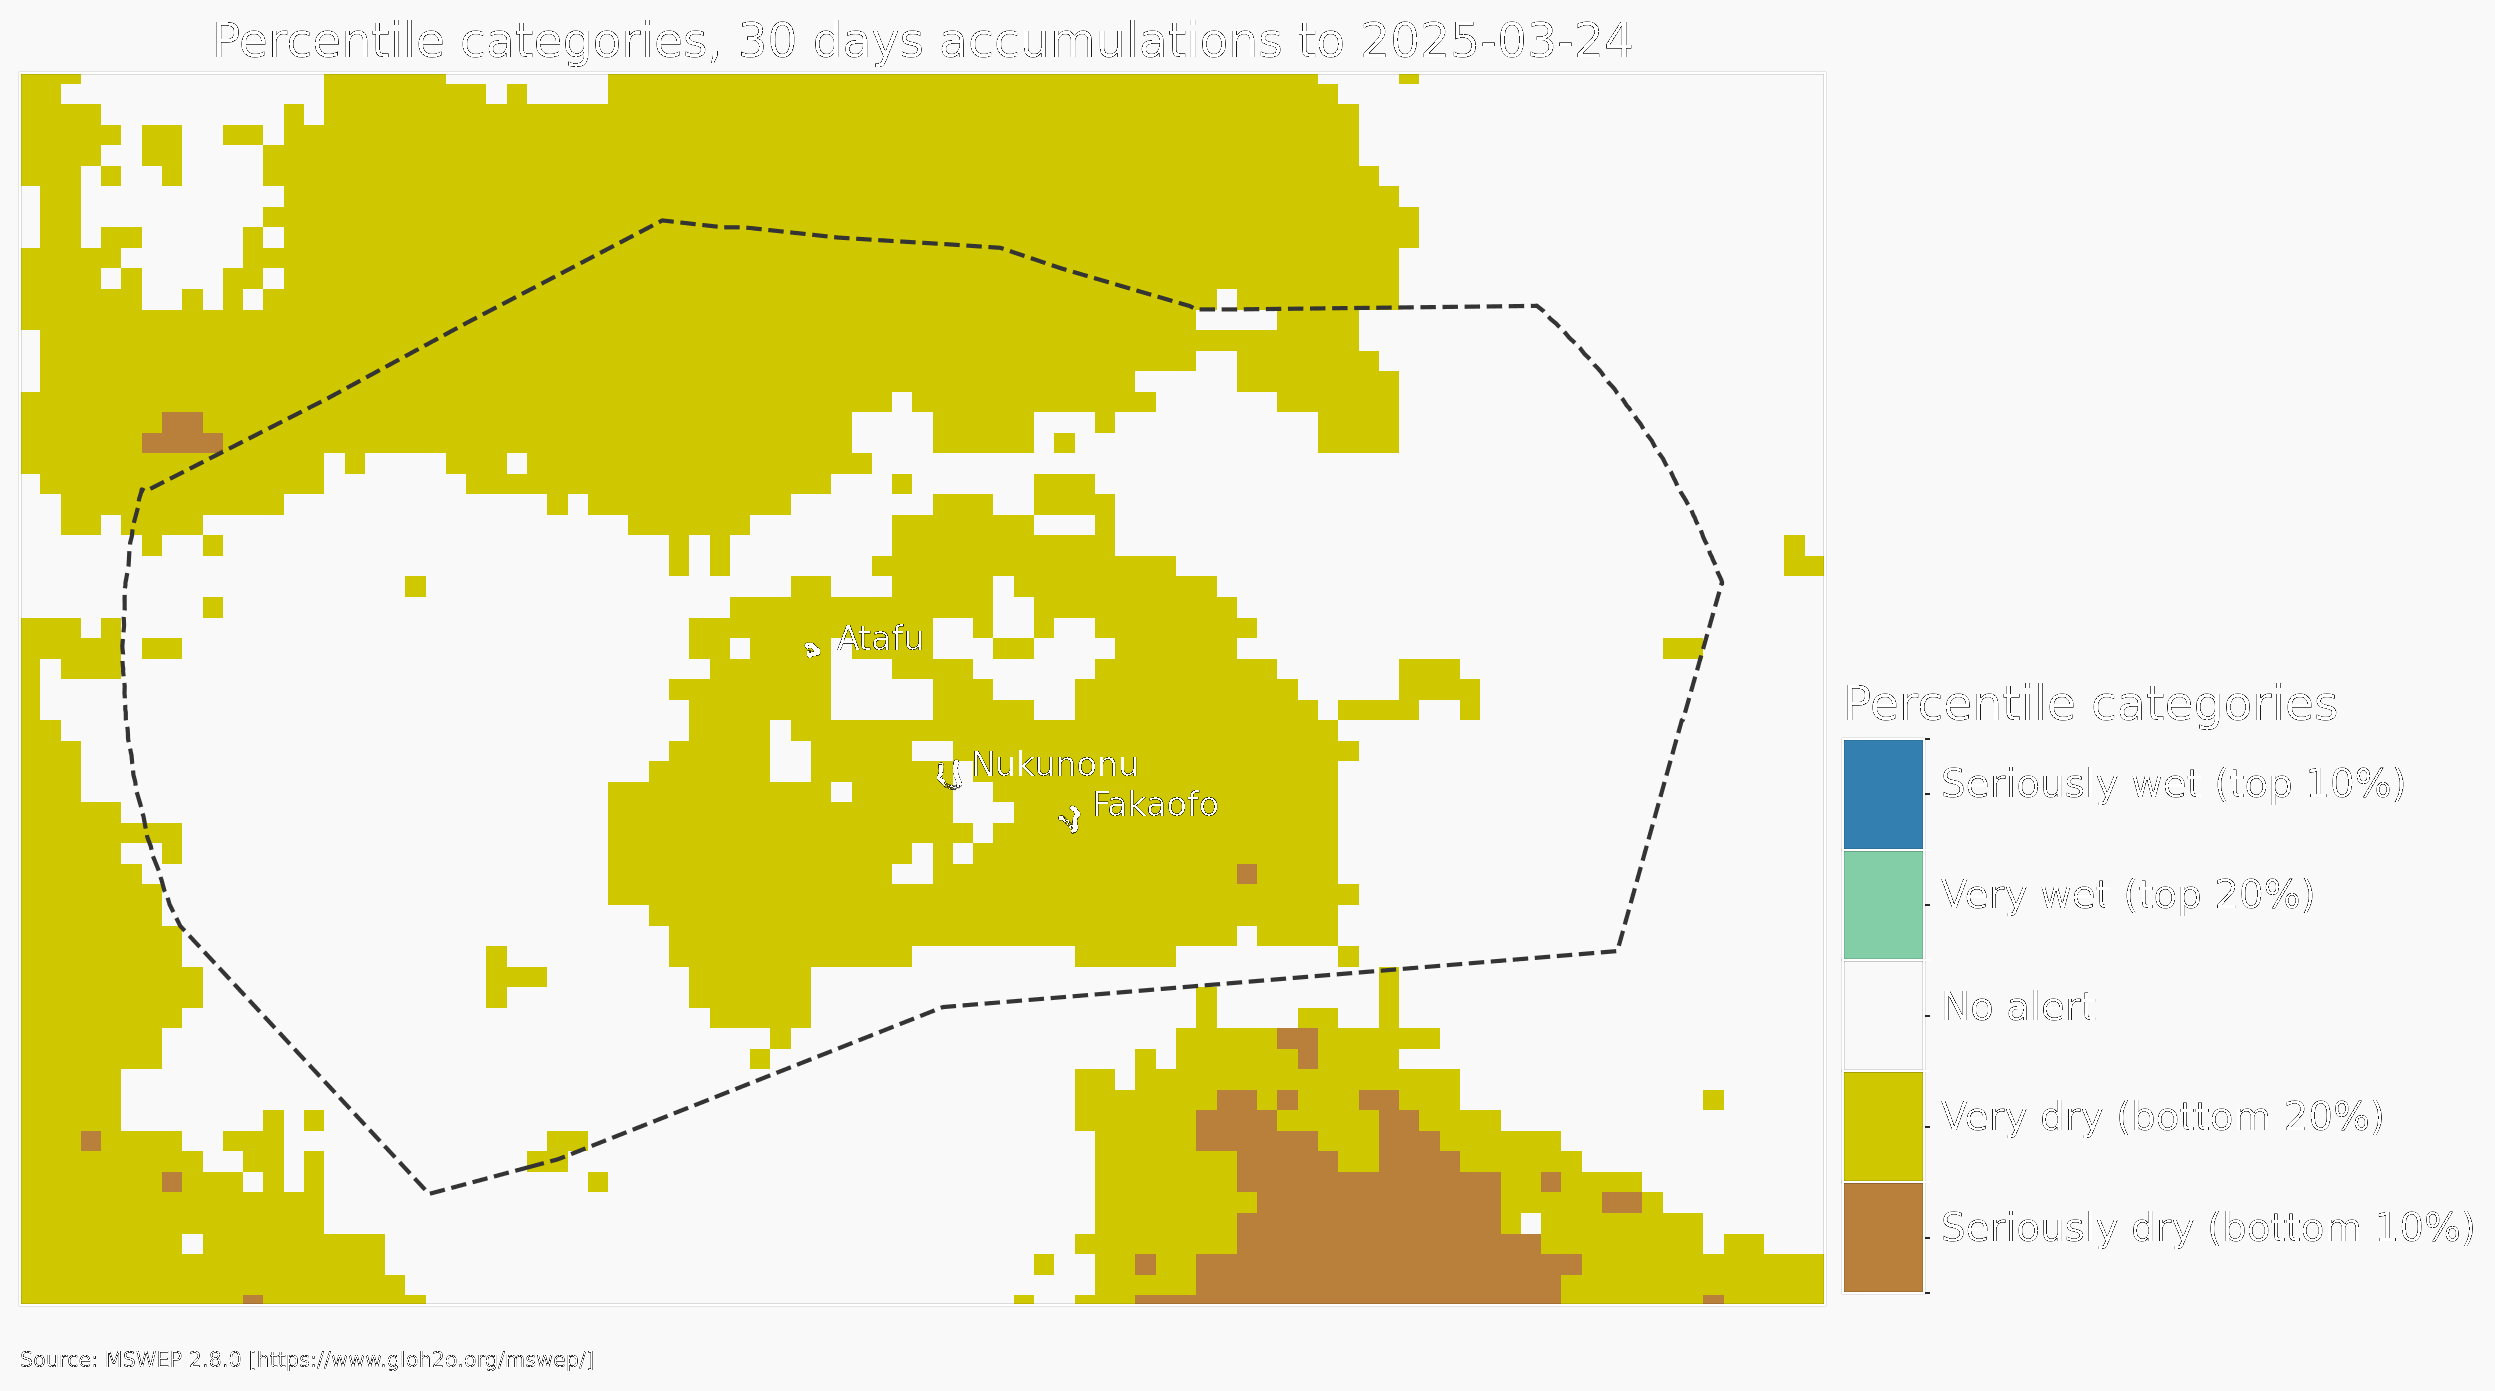 Percentile categories, 30 days accumulations to 2025-03-24
Atafu
Nukunonu
Fakaofo
Percentile categories
Seriously wet (top 10%)
Very wet (top 20%)
No alert
Very dry (bottom 20%)
Seriously dry (bottom 10%)
Source: MSWEP 2.8.0 [https://www.gloh2o.org/mswep/]